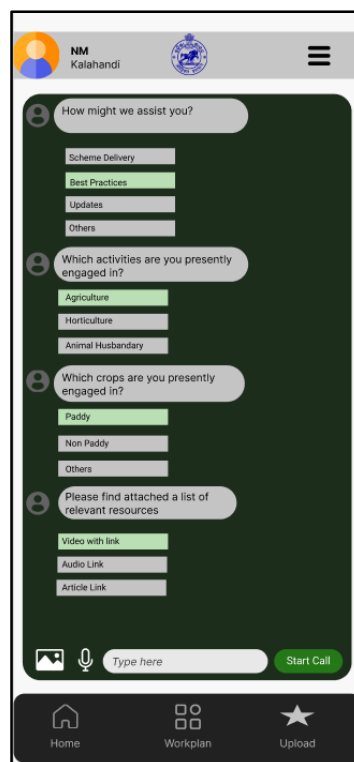 NM
Kalahandi
How might we assist you?
Scheme Delivery
Best Practices
Updates
Others
Which activities are you presently
engaged in?
Agriculture
Horticulture
Animal Husbandary
Which crops are you presently
engaged in?
Paddy
Non Paddy
Others
Please find attached a list of
relevant resources
Video with link
Audio Link
Article Link
Type here
Start Call
Home
Workplan
Upload